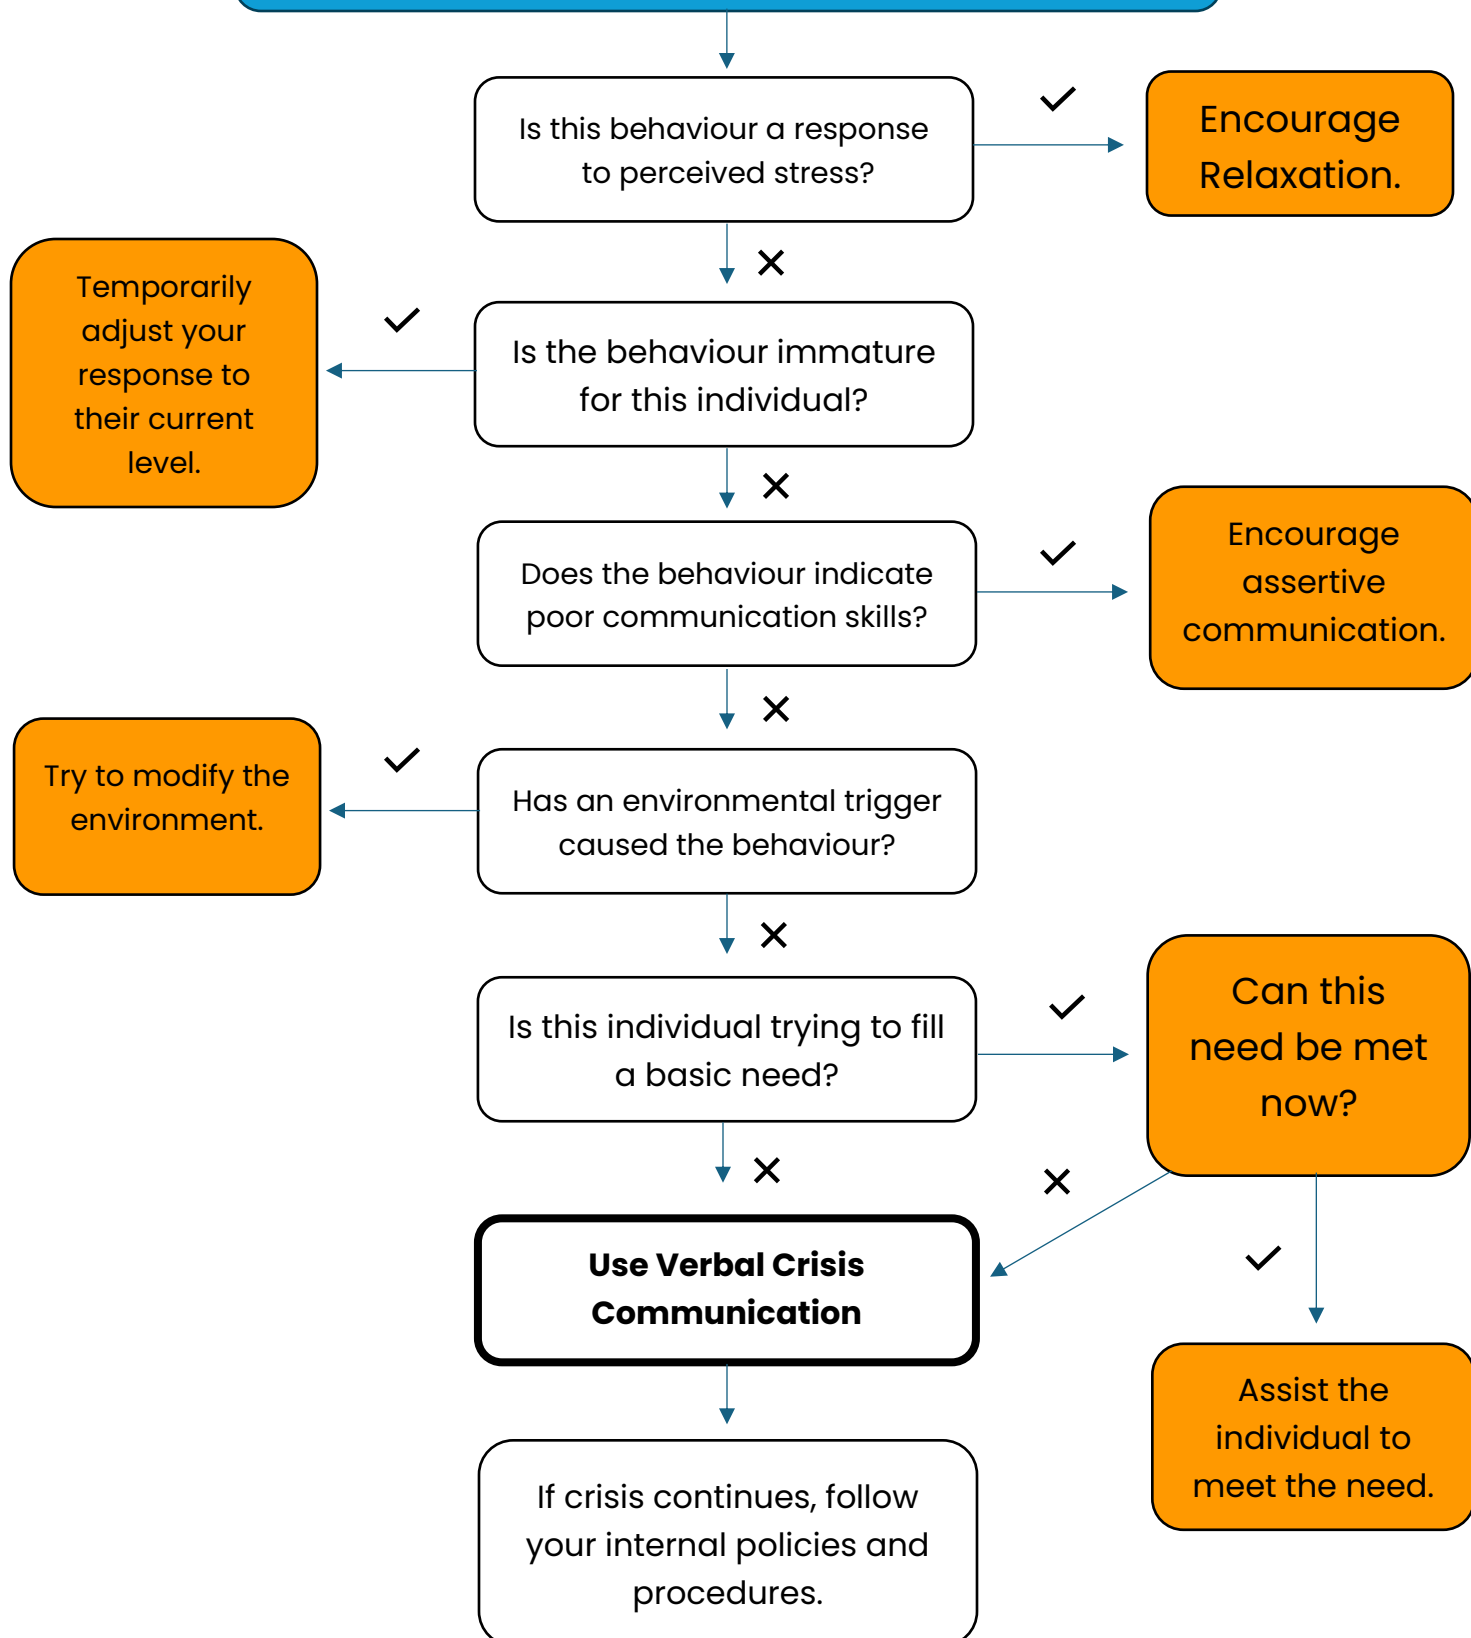 Is this behaviour a response
to perceived stress?
Encourage
Relaxation.
Temporarily
adjust your
response to
their current
level.
Is the behaviour immature
for this individual?
Does the behaviour indicate
poor communication skills?
Encourage
assertive
communication.
Try to modify the
environment.
Has an environmental trigger
caused the behaviour?
Is this individual trying to fill
a basic need?
Can this
need be met
now?
Use Verbal Crisis
Communication
Assist the
individual to
meet the need.
If crisis continues, follow
your internal policies and
procedures.